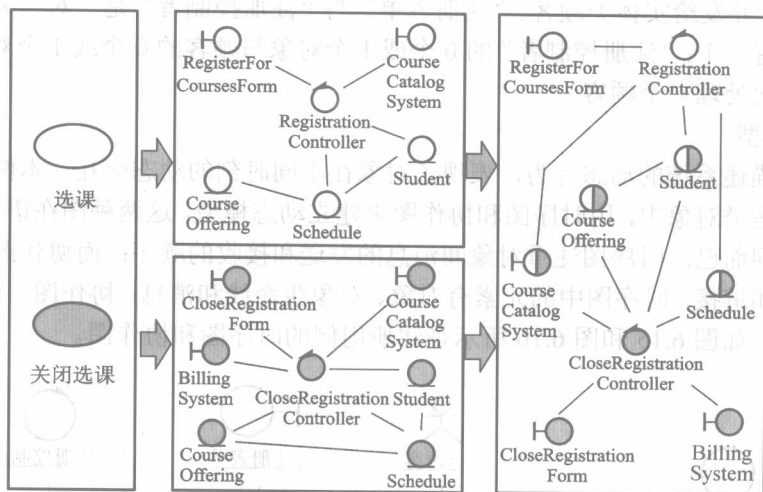 选课
关闭选课
RegisterFor
CoursesForm
Course
Catalog
System
Registration
Controller
Student
Course
Offering
Schedule
CloseRegistration
Form
Course
Catalog
System
Billing
System
CloseRegistration
Controller
Student
Course
Offering
Schedule
RegisterFor
CoursesForm
Registration
Controller
Student
Course
Offering
Course
Catalog
System
Schedule
CloseRegistration
Controller
CloseRegistration
Form
Billing
System